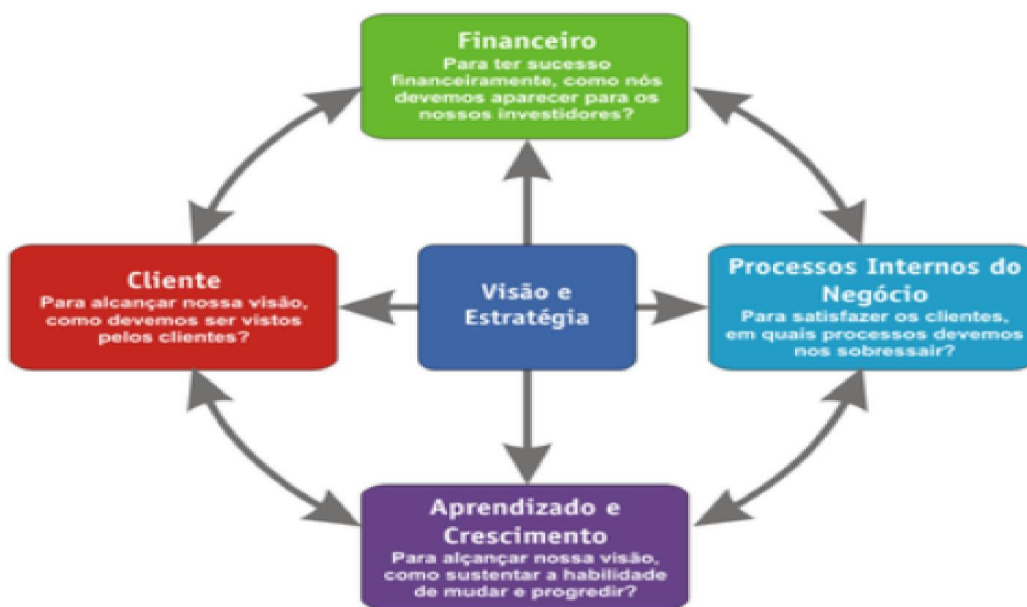 Financeiro
Para ter sucesso
financeiramente, como nós
devemos aparecer para os
nossos investidores?
Cliente
Para alcançar nossa visão,
como devemos ser vistos
pelos clientes?
Visão e
Estratégia
Processos Internos do
Negócio
Para satisfazer os clientes,
em quais processos devemos
nos sobressair?
Aprendizado e
Crescimento
Para alçançar nossa visão,
como sustentar a habilidade
de mudar e progredir?